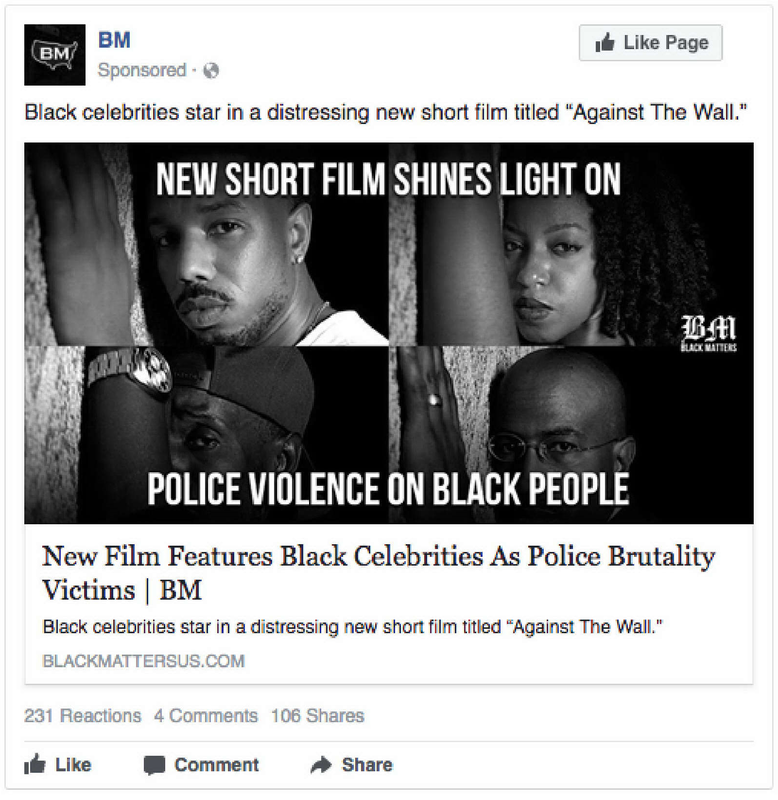 BM
BM
Like Page
Sponsored ·
Black celebrities star in a distressing new short film titled “Against The Wall.”
NEW SHORT FILM SHINES LIGHT ON
BM
BLACK MATTERS
POLICE VIOLENCE ON BLACK PEOPLE
New Film Features Black Celebrities As Police Brutality
Victims | BM
Black celebrities star in a distressing new short film titled “Against The Wall.”
BLACKMATTERSUS.COM
231 Reactions 4 Comments 106 Shares
Like Comment Share